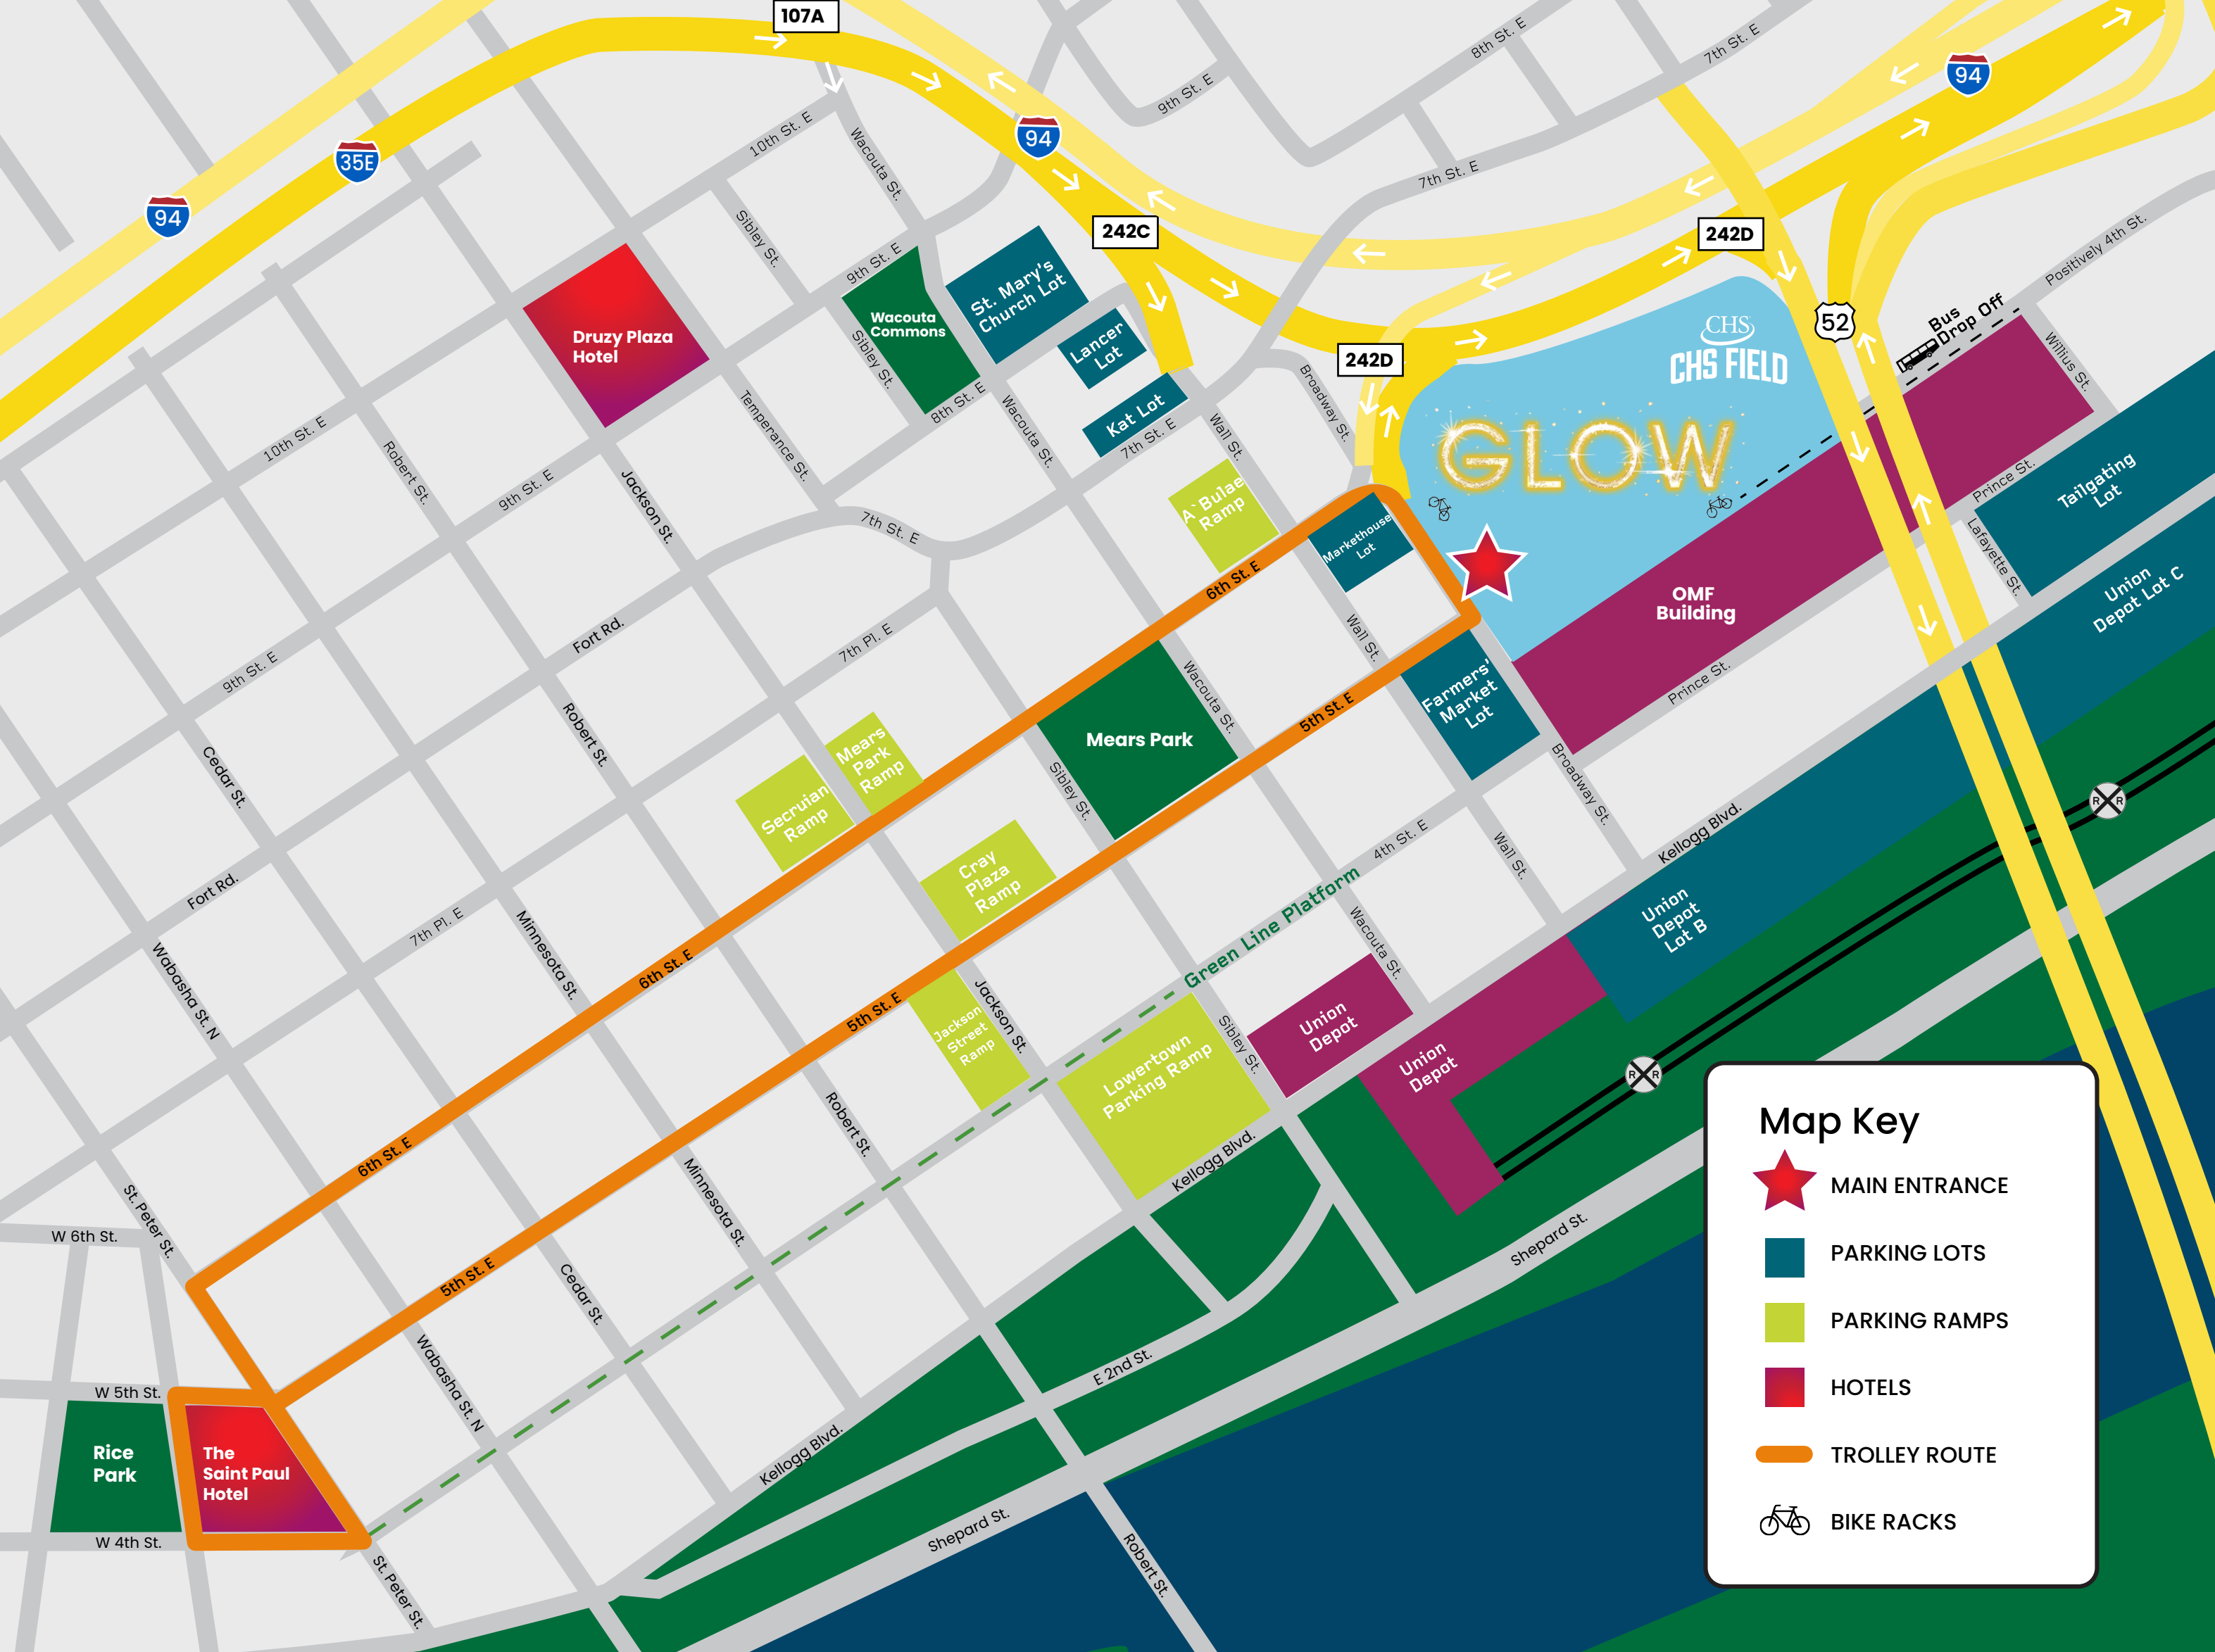 107A
94
35E
94
94
8th St. E
7th St. E
9th St. E
10th St. E
Wacouta St.
7th St. E
Sibley St.
242C
242D
Positively 4th St.
9th St. E
St. Mary's
Church Lot
Wacouta
Commons
Druzy Plaza
Hotel
Sibley St.
Lancer
Lot
CHS
CHS FIELD
52
Bus
Drop Off
Willius St.
242D
8th St. E
Kat Lot
Broadway St.
7th St. E
Wall St.
Temperance St.
Wacouta St.
10th St. E
Robert St.
GLOW
9th St. E
Jackson St.
7th St. E
A`Bulae
Ramp
Markethouse
Lot
Prince St.
Tailgating
Lot
Lafayette St.
6th St. E
Union
Depot Lot C
OMF
Building
Fort Rd.
7th Pl. E
Wall St.
9th St. E
Wacouta St.
Farmers'
Market
Lot
Prince St.
5th St. E
Mears Park
Robert St.
Cedar St.
Mears
Park
Ramp
Secruian
Ramp
Sibley St.
Broadway St.
Kellogg Blvd.
R R
4th St. E
Wall St.
Cray
Plaza
Ramp
Fort Rd.
7th Pl. E
Green Line Platform
Wacouta St.
Union
Depot
Lot B
Minnesota St.
6th St. E
Wabasha St. N
5th St. E
Jackson
Street
Ramp
Jackson St.
Lowertown
Parking Ramp
Sibley St.
Union
Depot
Union
Depot
R R
Robert St.
Kellogg Blvd.
6th St. E
Minnesota St.
St. Peter St.
W 6th St.
5th St. E
Cedar St.
Shepard St.
E 2nd St.
Wabasha St. N
W 5th St.
Rice
Park
The
Saint Paul
Hotel
Kellogg Blvd.
W 4th St.
St. Peter St.
Shepard St.
Robert St.
Map Key
MAIN ENTRANCE
PARKING LOTS
PARKING RAMPS
HOTELS
TROLLEY ROUTE
BIKE RACKS